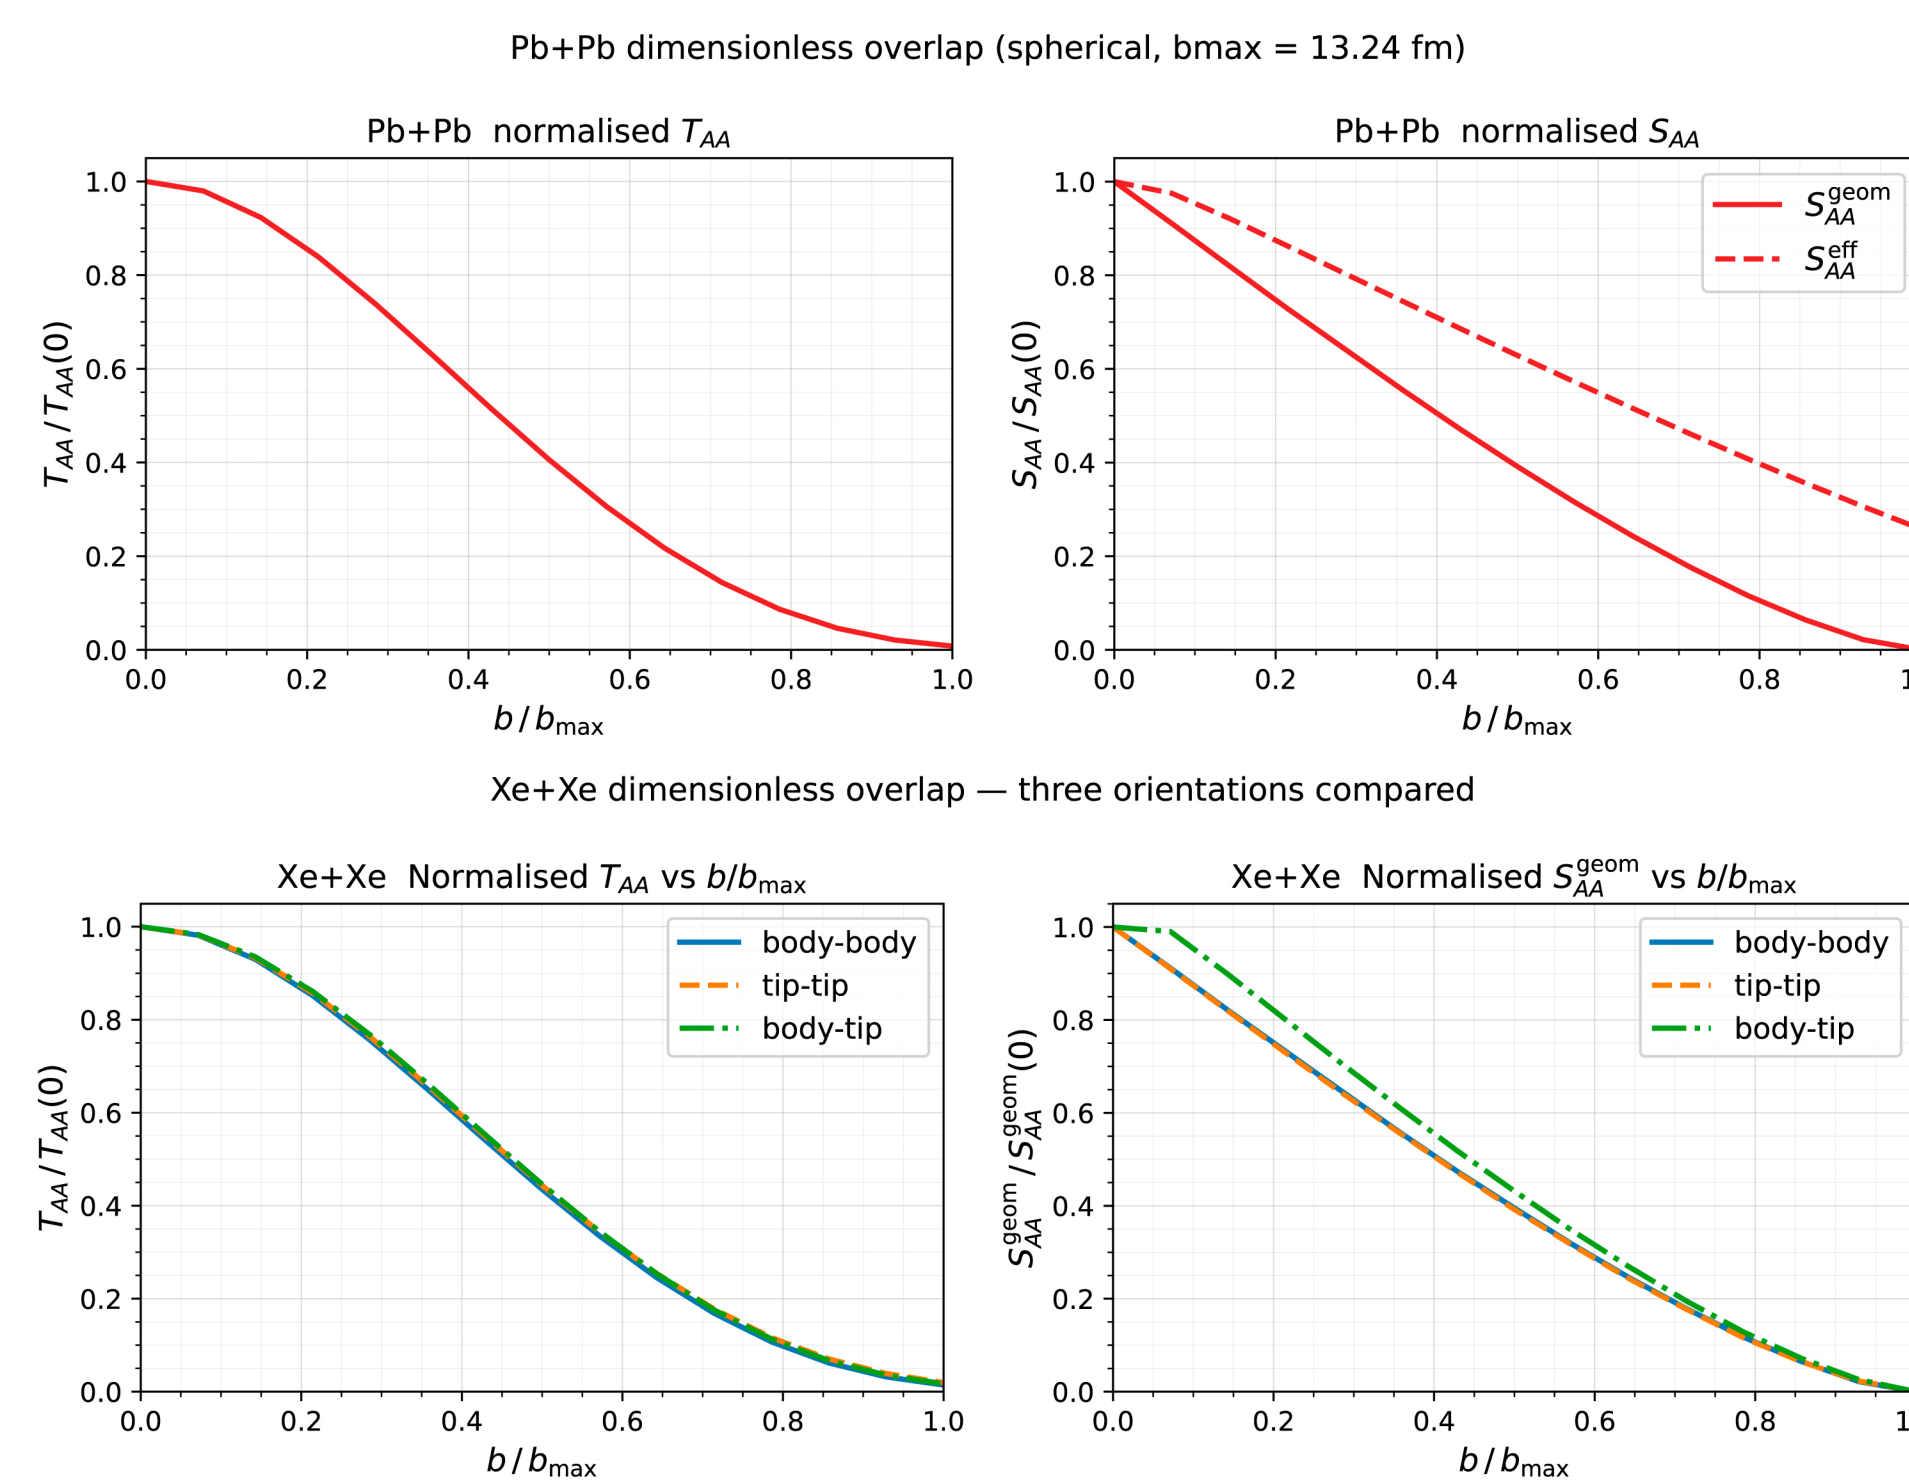 Pb+Pb dimensionless overlap (spherical, bmax = 13.24 fm)
Pb+Pb normalised T_AA
1.0
0.8
0.6
0.4
0.2
0.0
T_AA / T_AA(0)
0.0 0.2 0.4 0.6 0.8 1.0
b / b_max
Pb+Pb normalised S_AA
S_AA^geom
S_AA^eff
1.0
0.8
0.6
0.4
0.2
0.0
S_AA / S_AA(0)
0.0 0.2 0.4 0.6 0.8 1
b / b_max
Xe+Xe dimensionless overlap — three orientations compared
Xe+Xe Normalised T_AA vs b/b_max
body-body
tip-tip
body-tip
1.0
0.8
0.6
0.4
0.2
0.0
T_AA / T_AA(0)
0.0 0.2 0.4 0.6 0.8 1.0
b / b_max
Xe+Xe Normalised S_AA^geom vs b/b_max
body-body
tip-tip
body-tip
1.0
0.8
0.6
0.4
0.2
0.0
S_AA^geom / S_AA^geom(0)
0.0 0.2 0.4 0.6 0.8 1
b / b_max